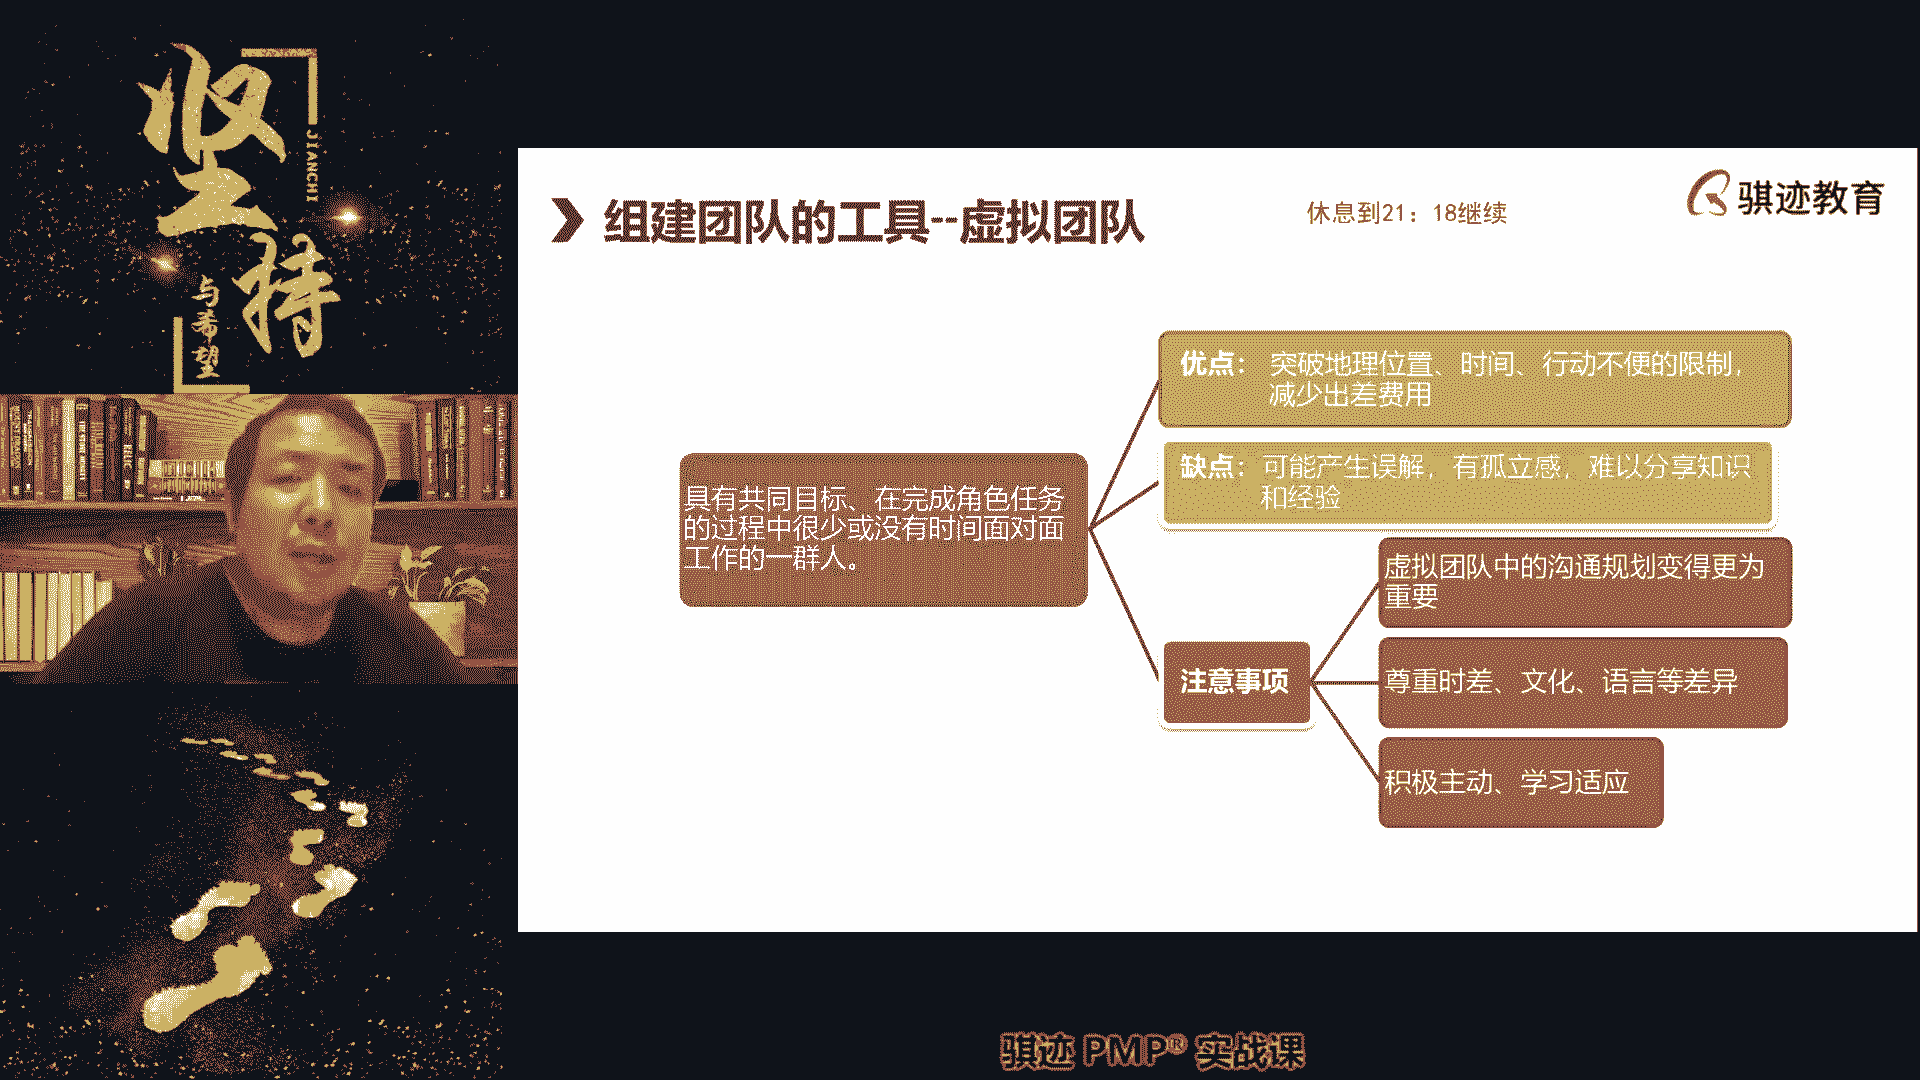 坚持
JIANCHI
与希望
组建团队的工具--虚拟团队
休息到21：18继续
骐迹教育
具有共同目标、在完成角色任务
的过程中很少或没有时间面对面
工作的一群人。
优点： 突破地理位置、时间、行动不便的限制，
减少出差费用
缺点： 可能产生误解，有孤立感，难以分享知识
和经验
注意事项
虚拟团队中的沟通规划变得更为
重要
尊重时差、文化、语言等差异
积极主动、学习适应
骐迹 PMP® 实战课